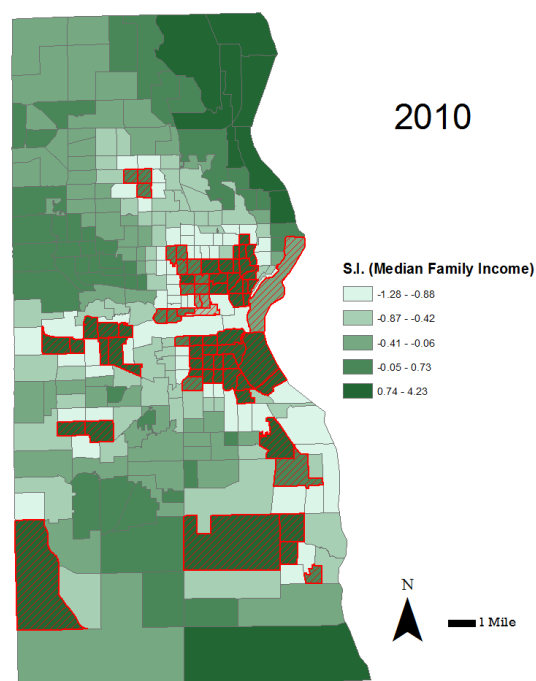 2010
S.I. (Median Family Income)
-1.28 - -0.88
-0.87 - -0.42
-0.41 - -0.06
-0.05 - 0.73
0.74 - 4.23
N
1 Mile